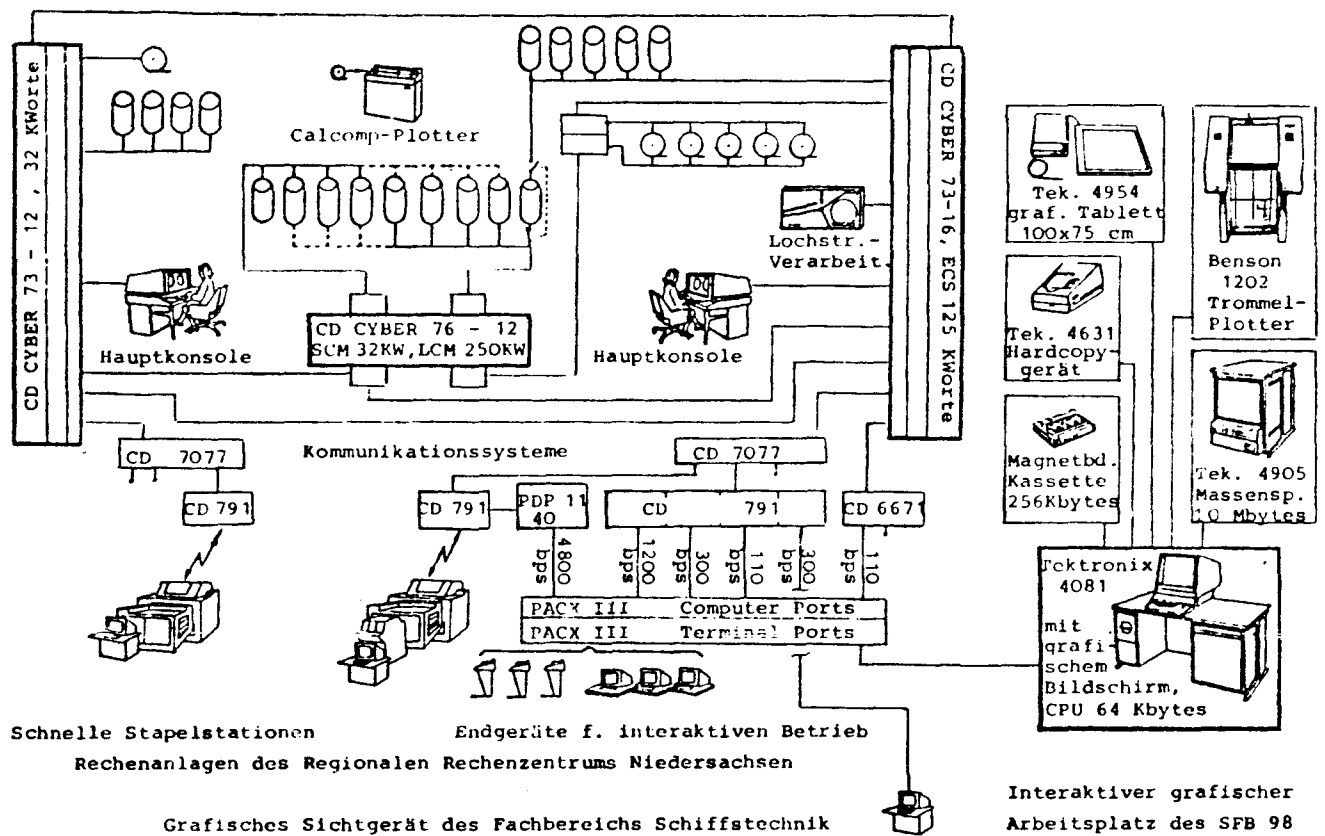 CD CYBER 73 - 12 , 32 KWorte
Calcomp-Plotter
CD CYBER 73-16, ECS 125 KWorte
Lochstr.-
Verarbeit.
Hauptkonsole
CD CYBER 76 - 12
SCM 32KW, LCM 250KW
Hauptkonsole
Tek. 4954
graf. Tablett
100x75 cm
Benson
1202
Trommel-
Plotter
Tek. 4631
Hardcopy-
gerät
Magnetbd.
Kassette
256Kbytes
Tek. 4905
Massensp.
10 Mbytes
CD 7077
Kommunikationssysteme
CD 7077
CD 791
CD 791
PDP 11
40
CD 791
CD 6671
4800
bps
1200
bps
300
bps
110
bps
300
bps
110
bps
PACX III Computer Ports
PACX III Terminal Ports
Tektronix
4081
mit
grafi-
schem
Bildschirm,
CPU 64 Kbytes
Schnelle Stapelstationen
Endgeräte f. interaktiven Betrieb
Rechenanlagen des Regionalen Rechenzentrums Niedersachsen
Grafisches Sichtgerät des Fachbereichs Schiffstechnik
Interaktiver grafischer
Arbeitsplatz des SFB 98